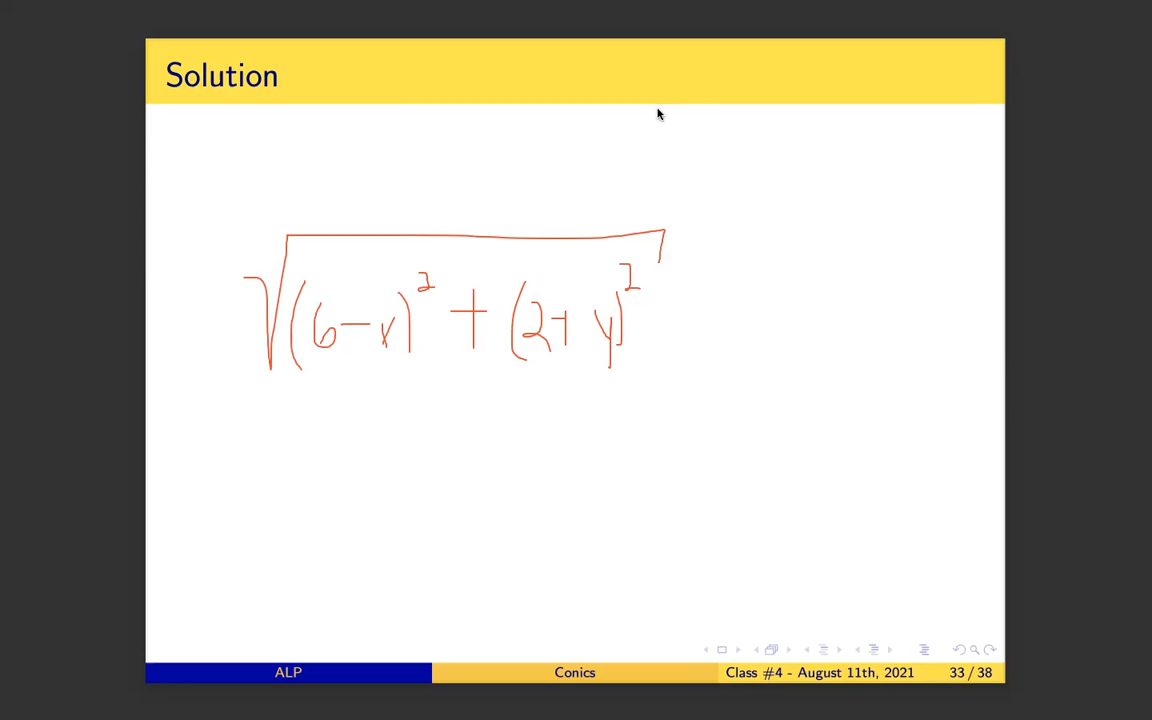 Solution
√((6-x)² + (2+y)²)
ALP Conics Class #4 - August 11th, 2021 33 / 38